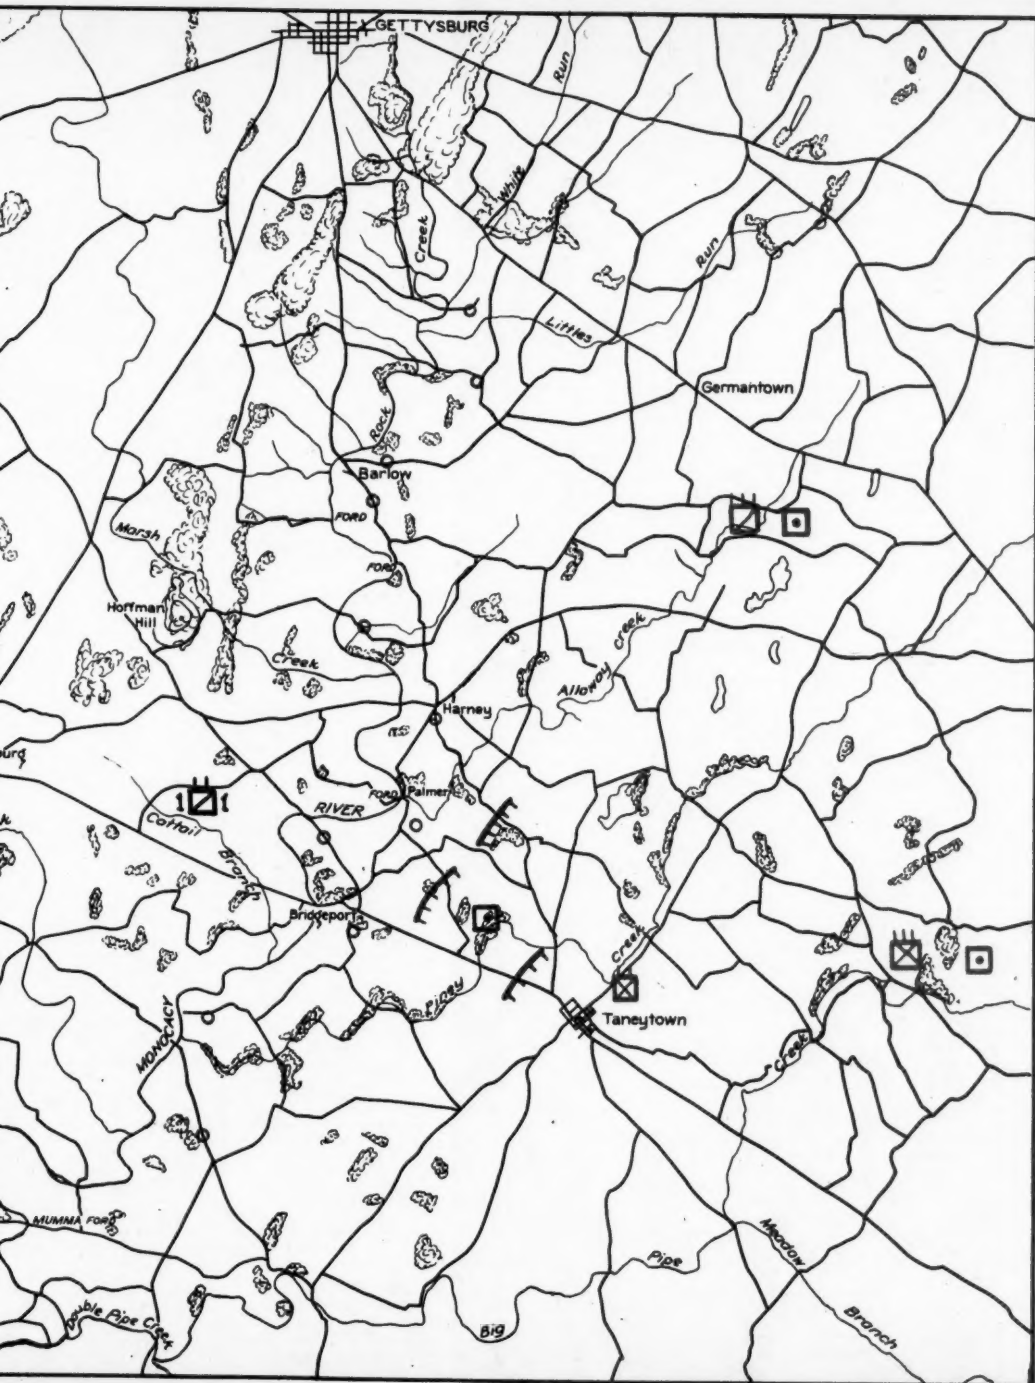 GETTYSBURG
Run
White
Creek
Run
Littles
Germantown
Rock
Barlow
FORD
Marsh
FORD
Hoffman
Hill
creek
Creek
Alloway
Harney
burg
FORD
Palmer
1 1
RIVER
Cattail
k
Branch
Bridgeport
Creek
Piney
Taneytown
MONOCACY
Creek
MUMMA FORD
Meadow
Pipe
Double Pipe Creek
Big
Branch